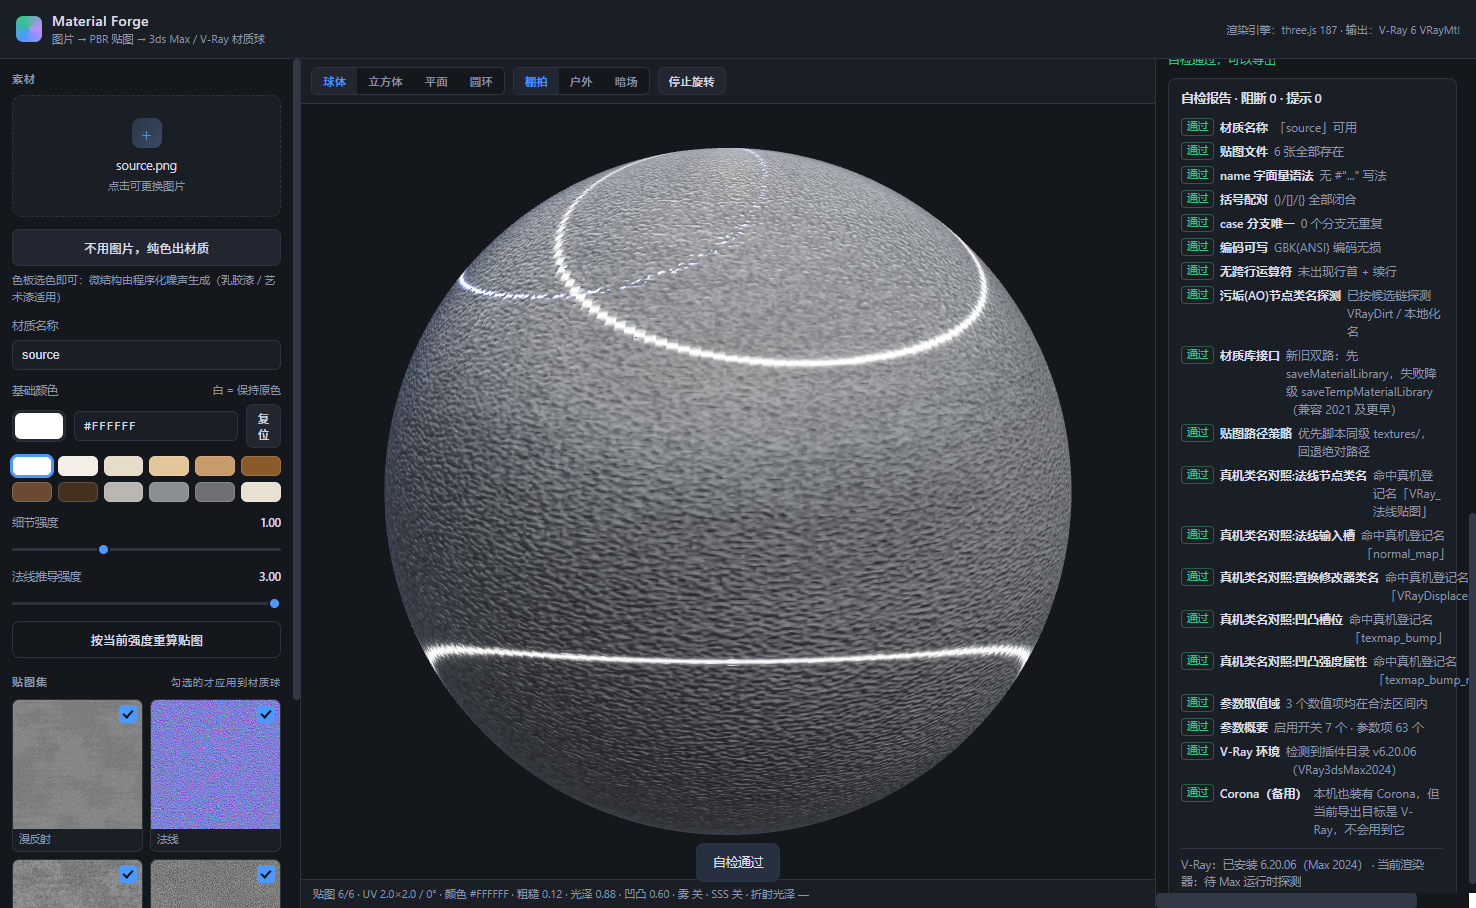 Material Forge
图片 → PBR 贴图 → 3ds Max / V-Ray 材质球
渲染引擎：three.js 187 · 输出：V-Ray 6 VRayMtl
素材
+
source.png
点击可更换图片
不用图片，纯色出材质
色板选色即可：微结构由程序化噪声生成（乳胶漆 / 艺
术漆适用）
材质名称
source
基础颜色
白 = 保持原色
#FFFFFF
复
位
细节强度
1.00
法线推导强度
3.00
按当前强度重算贴图
贴图集
勾选的才应用到材质球
漫反射
法线
球体
立方体
平面
圆环
棚拍
户外
暗场
停止旋转
自检通过
贴图 6/6 · UV 2.0×2.0 / 0° · 颜色 #FFFFFF · 粗糙 0.12 · 光泽 0.88 · 凹凸 0.60 · 雾 关 · SSS 关 · 折射光泽 —
自检通过，可以导出
自检报告 · 阻断 0 · 提示 0
通过 材质名称 「source」可用
通过 贴图文件 6 张全部存在
通过 name 字面量语法 无 #"..." 写法
通过 括号配对 ()/[]/{} 全部闭合
通过 case 分支唯一 0 个分支无重复
通过 编码可写 GBK(ANSI) 编码无损
通过 无跨行运算符 未出现行首 + 续行
通过 污垢(AO)节点类名探测 已按候选链探测
VRayDirt / 本地化
名
通过 材质库接口 新旧双路：先
saveMaterialLibrary，失败降
级 saveTempMaterialLibrary
（兼容 2021 及更早）
通过 贴图路径策略 优先脚本同级 textures/，
回退绝对路径
通过 真机类名对照:法线节点类名 命中真机登
记名「VRay_
法线贴图」
通过 真机类名对照:法线输入槽 命中真机登记名
「normal_map」
通过 真机类名对照:置换修改器类名 命中真机登记名
「VRayDisplace
通过 真机类名对照:凹凸槽位 命中真机登记名
「texmap_bump」
通过 真机类名对照:凹凸强度属性 命中真机登记名
「texmap_bump_
通过 参数取值域 3 个数值项均在合法区间内
通过 参数概要 启用开关 7 个 · 参数项 63 个
通过 V-Ray 环境 检测到插件目录 v6.20.06
（VRay3dsMax2024）
通过 Corona（备用） 本机也装有 Corona，但
当前导出目标是 V-
Ray，不会用到它
V-Ray：已安装 6.20.06（Max 2024） · 当前渲染
器：待 Max 运行时探测